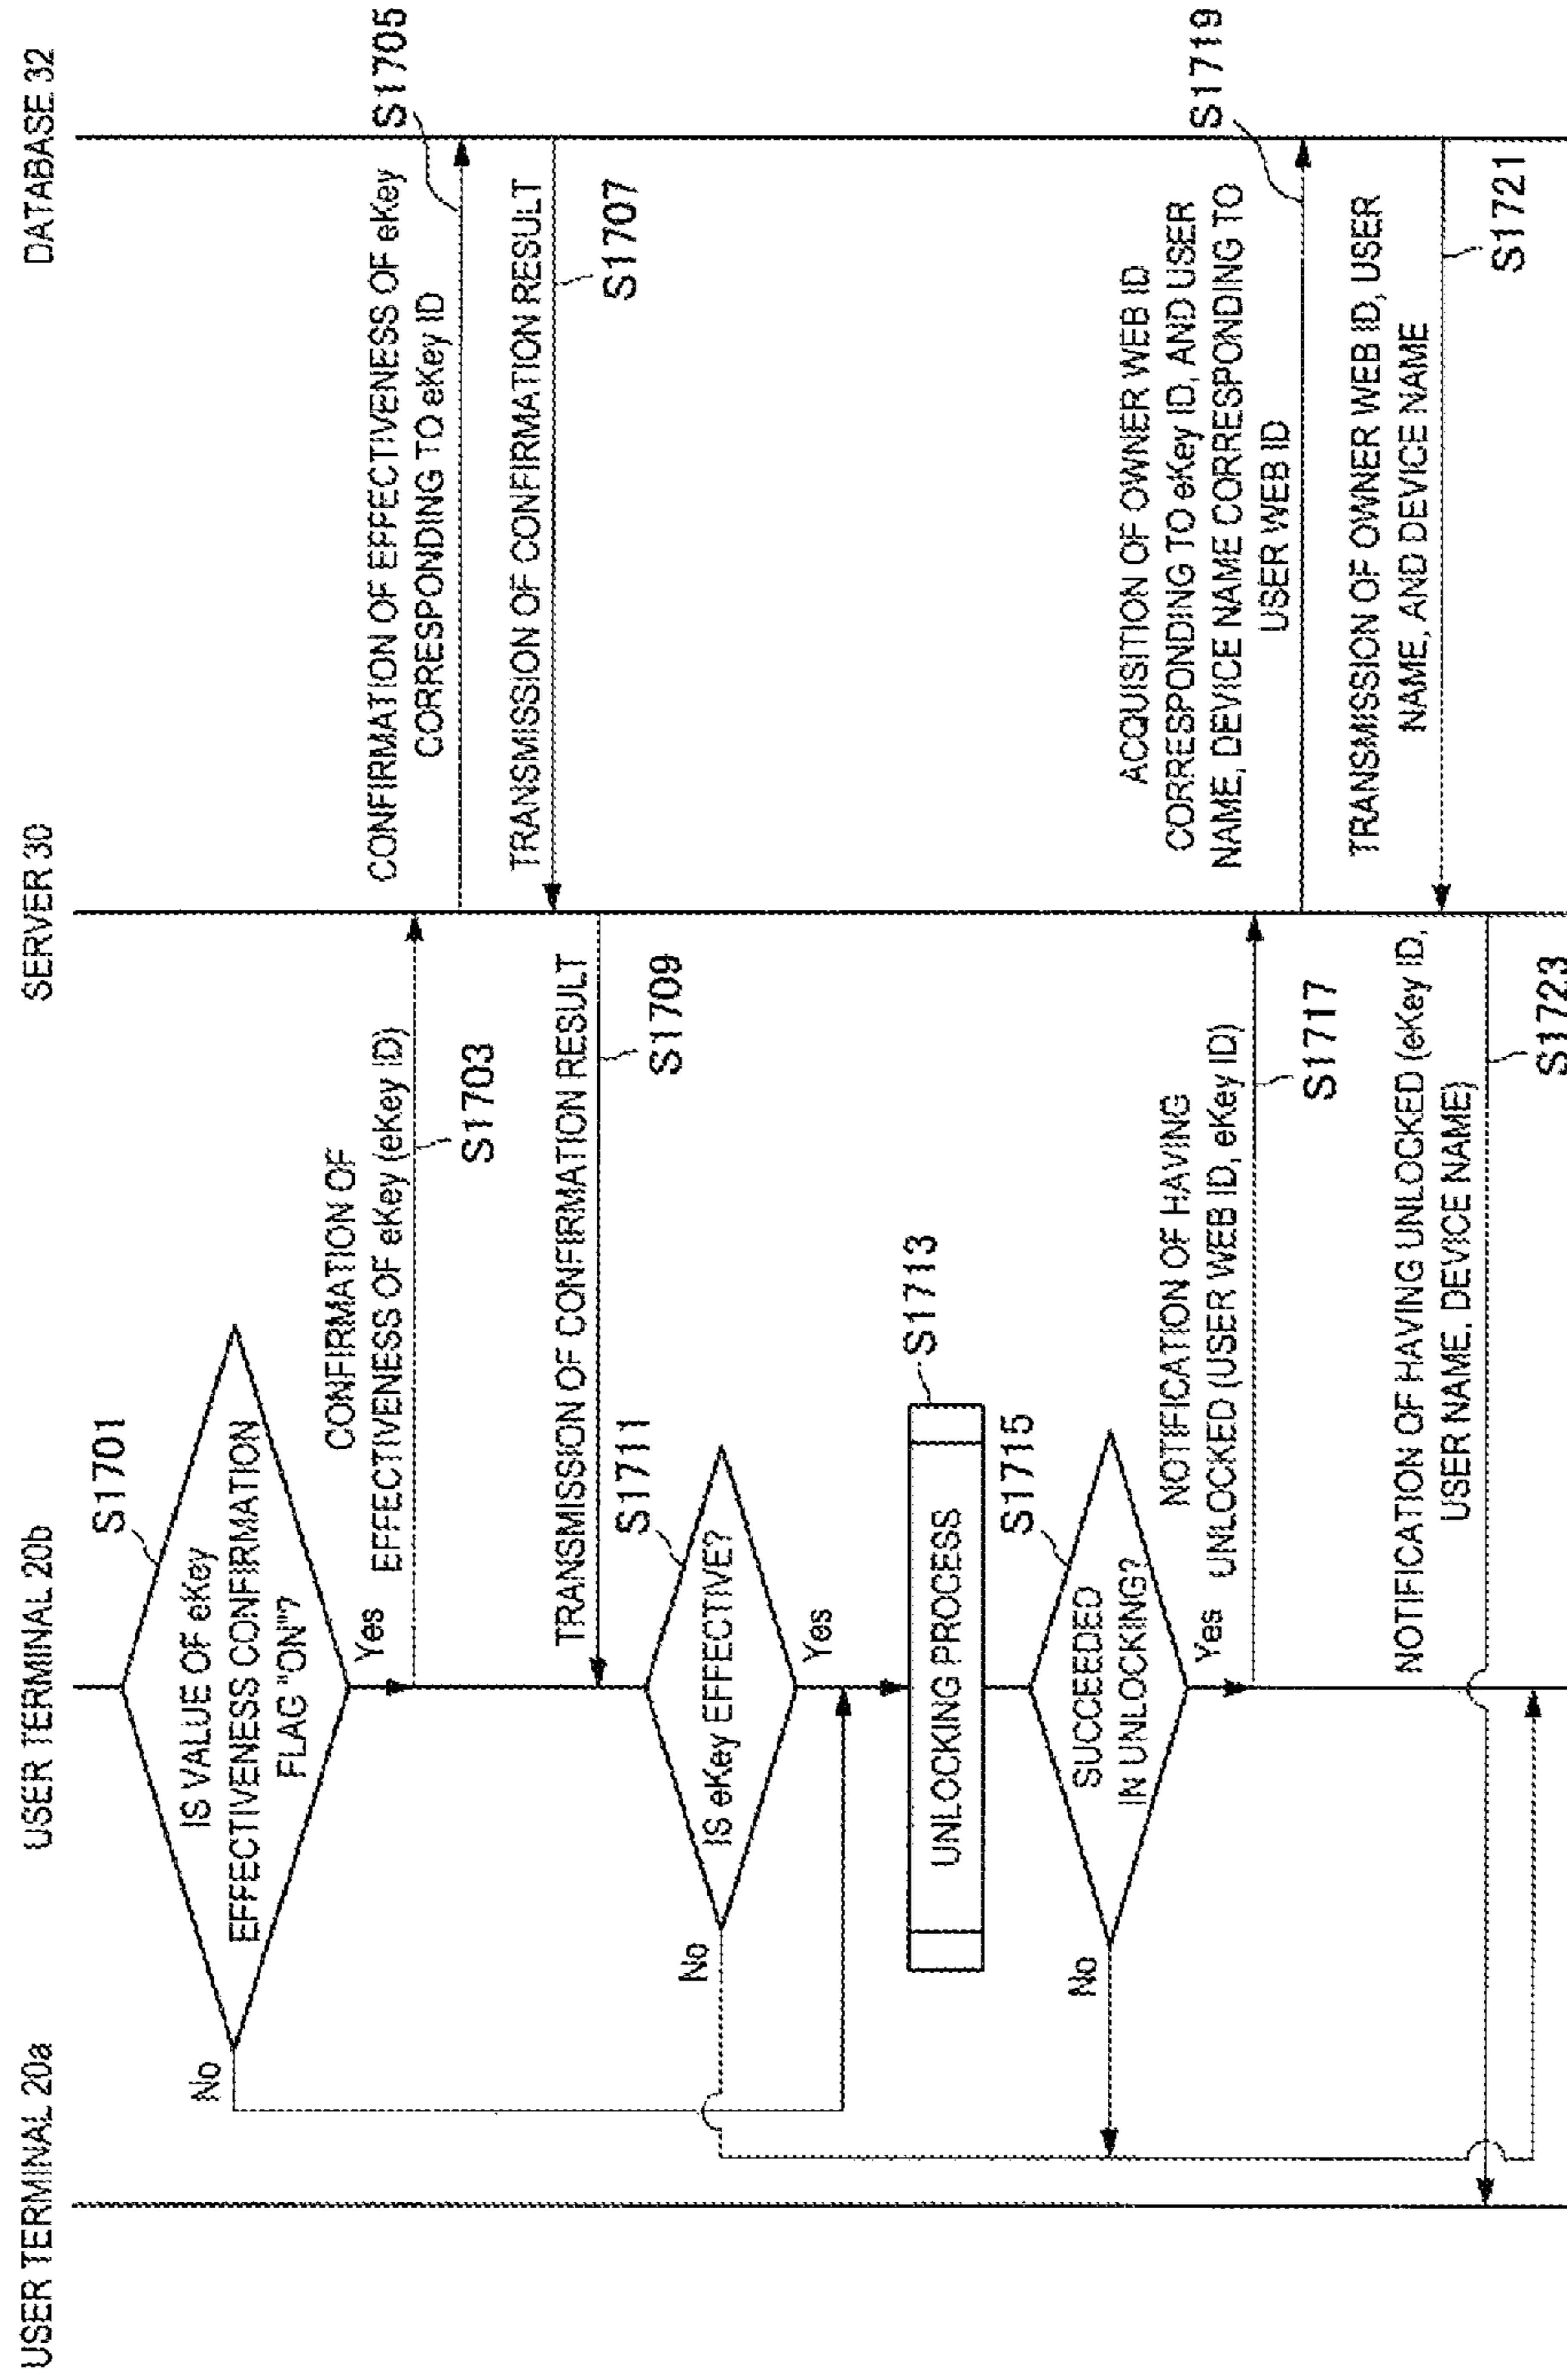 USER TERMINAL 20a
USER TERMINAL 20b
SERVER 30
DATABASE 32
S1701
IS VALUE OF eKey
EFFECTIVENESS CONFIRMATION
FLAG "ON"?
No
Yes
CONFIRMATION OF
EFFECTIVENESS OF eKey (eKey ID)
S1703
CONFIRMATION OF EFFECTIVENESS OF eKey
CORRESPONDING TO eKey ID
S1705
TRANSMISSION OF CONFIRMATION RESULT
S1707
TRANSMISSION OF CONFIRMATION RESULT
S1709
S1711
IS eKey EFFECTIVE?
No
Yes
UNLOCKING PROCESS
S1713
S1715
SUCCEEDED
IN UNLOCKING?
No
Yes
NOTIFICATION OF HAVING
UNLOCKED (USER WEB ID, eKey ID)
S1717
ACQUISITION OF OWNER WEB ID
CORRESPONDING TO eKey ID, AND USER
NAME, DEVICE NAME CORRESPONDING TO
USER WEB ID
S1719
TRANSMISSION OF OWNER WEB ID, USER
NAME, AND DEVICE NAME
S1721
NOTIFICATION OF HAVING UNLOCKED (eKey ID,
USER NAME, DEVICE NAME)
S1723